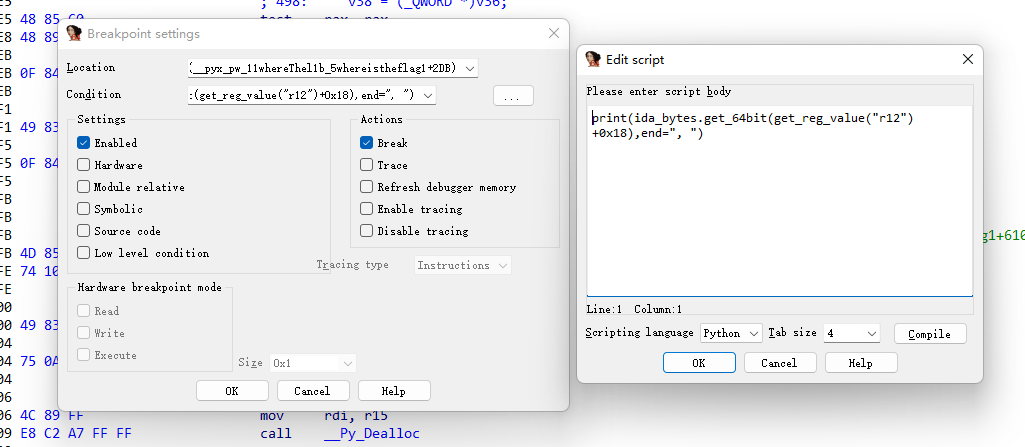 E5
; 498: v38 = (_QWORD *)v36;
E5 48 85 C0
test rax, rax
E8 48 89
EB
EB 0F 84
F1
F1 49 83
F5
F5 0F 84
F5
FB
FB
FB
FB 4D 85
FE 74 10
FE
00
00 49 83
04
04 75 0A
04
06
06 4C 89 FF mov rdi, r15
09 E8 C2 A7 FF FF call __Py_Dealloc
g1+610
Breakpoint settings
Location
(__pyx_pw_11whereThel1b_5whereistheflag1+2DB)
Condition
:(get_reg_value("r12")+0x18),end=", ")
...
Settings
Enabled
Hardware
Module relative
Symbolic
Source code
Low level condition
Actions
Break
Trace
Refresh debugger memory
Enable tracing
Disable tracing
Tracing type
Instructions
Hardware breakpoint mode
Read
Write
Execute
Size
0x1
OK
Cancel
Help
Edit script
Please enter script body
print(ida_bytes.get_64bit(get_reg_value("r12")
+0x18),end=", ")
Line:1 Column:1
Scripting language
Python
Tab size
4
Compile
OK
Cancel
Help